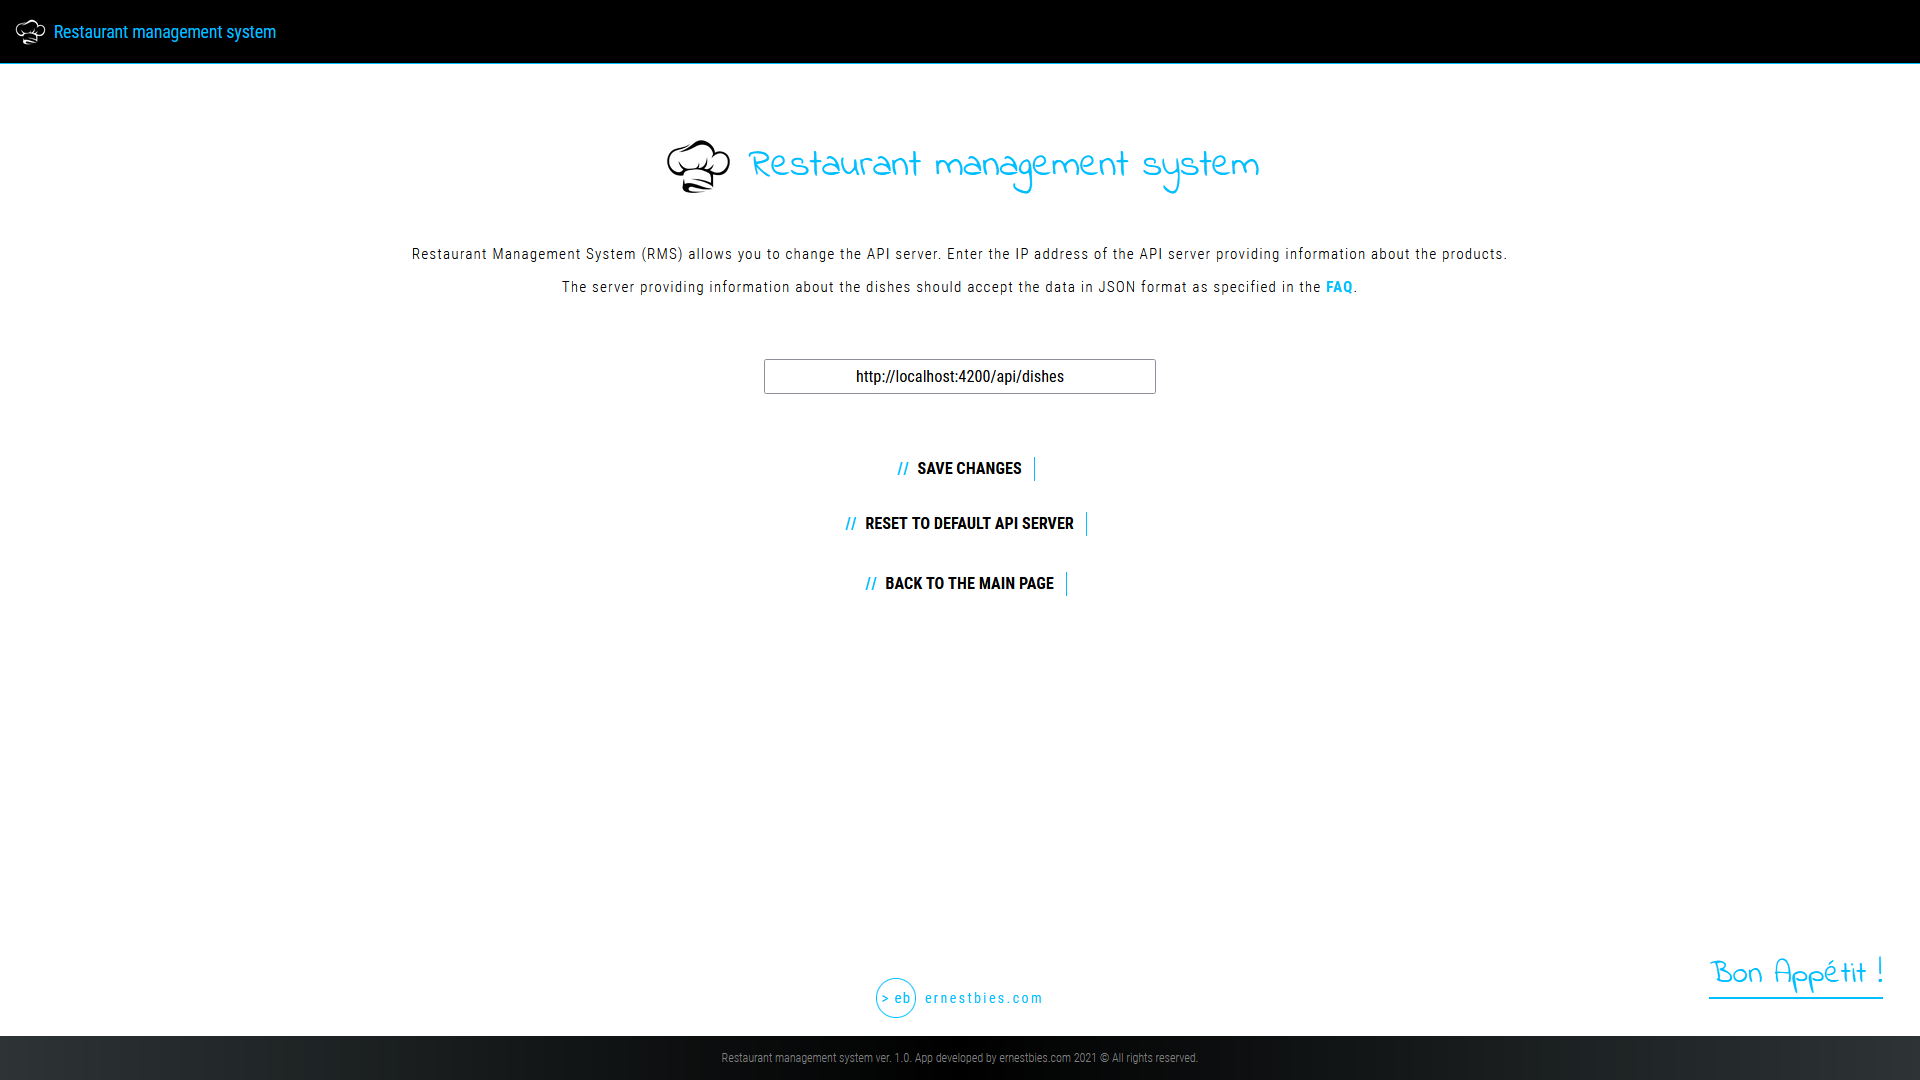 Restaurant management system
Restaurant management system
Restaurant Management System (RMS) allows you to change the API server. Enter the IP address of the API server providing information about the products.
The server providing information about the dishes should accept the data in JSON format as specified in the FAQ.
http://localhost:4200/api/dishes
// SAVE CHANGES
// RESET TO DEFAULT API SERVER
// BACK TO THE MAIN PAGE
Bon Appétit !
> eb ernestbies.com
Restaurant management system ver. 1.0. App developed by ernestbies.com 2021 © All rights reserved.